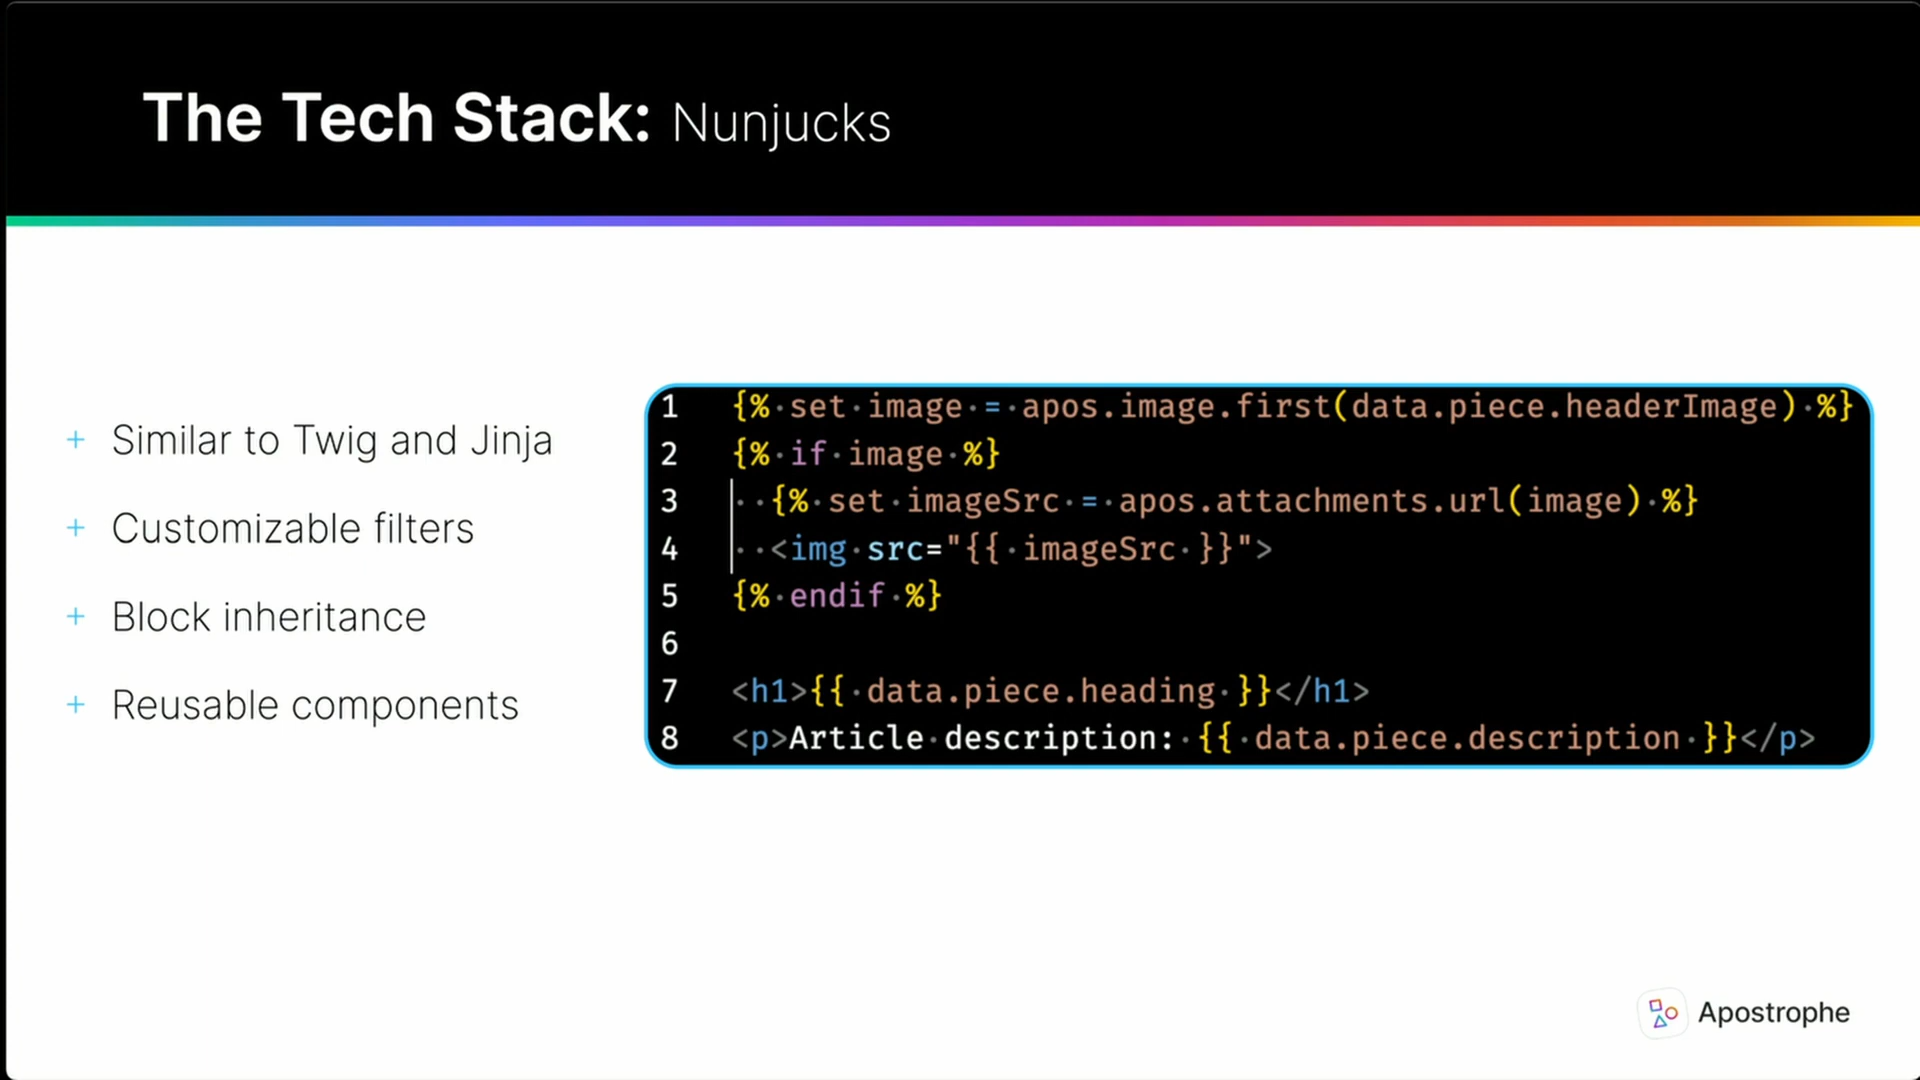 The Tech Stack: Nunjucks
+ Similar to Twig and Jinja
+ Customizable filters
+ Block inheritance
+ Reusable components
1 {% set image = apos.image.first(data.piece.headerImage) %}
2 {% if image %}
3   {% set imageSrc = apos.attachments.url(image) %}
4   <img src="{{ imageSrc }}">
5 {% endif %}
6
7 <h1>{{ data.piece.heading }}</h1>
8 <p>Article description: {{ data.piece.description }}</p>
Apostrophe